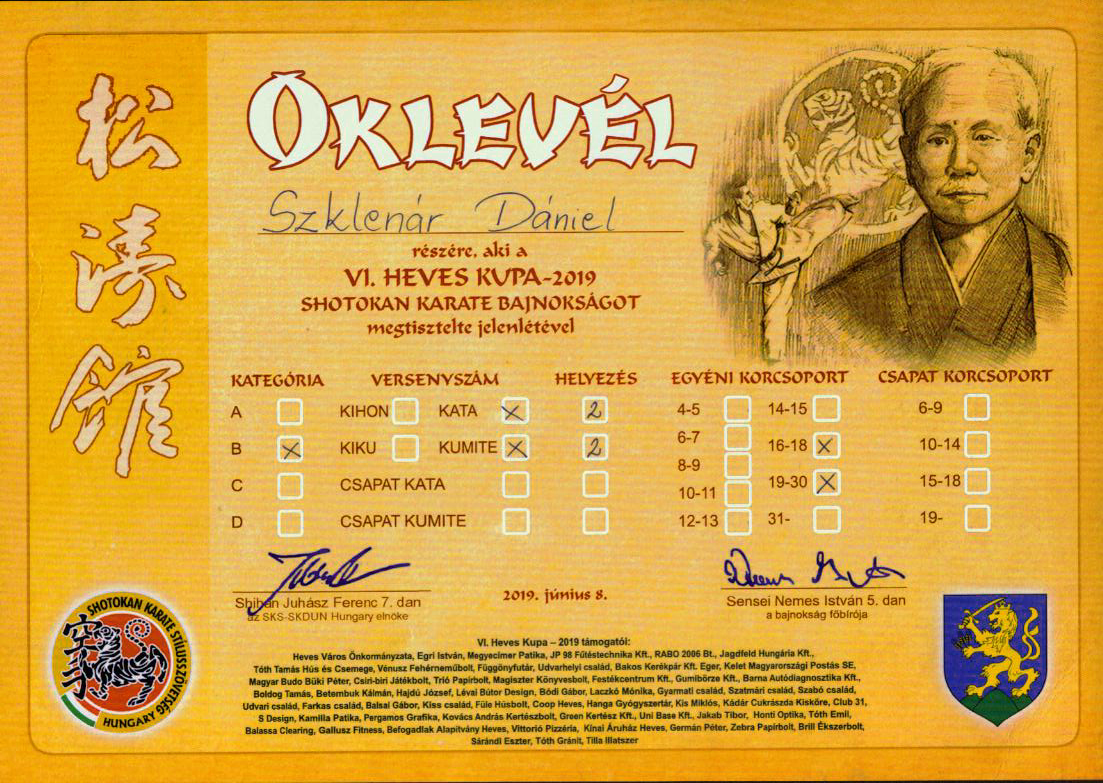 松
濤
館
OKLEVÉL
Szklenár Dániel
részére, aki a
VI. HEVES KUPA-2019
SHOTOKAN KARATE BAJNOKSÁGOT
megtisztelte jelenlétével
KATEGÓRIA VERSENYSZÁM HELYEZÉS EGYÉNI KORCSOPORT CSAPAT KORCSOPORT
A KIHON KATA X 2 4-5 14-15 6-9
B X KIKU KUMITE X 2 6-7 16-18 X 10-14
8-9
C CSAPAT KATA 19-30 X 15-18
10-11
D CSAPAT KUMITE 12-13 31- 19-
Shihan Juhász Ferenc 7. dan
az SKS-SKDUN Hungary elnöke
2019. június 8.
Sensei Nemes István 5. dan
a bajnokság főbírója
SHOTOKAN KARATE STÍLUSSZÖVETSÉG
空手
HUNGARY
VI. Heves Kupa – 2019 támogatói:
Heves Város Önkormányzata, Egri István, Megyecimer Patika, JP 98 Fűtéstechnika Kft., RABO 2006 Bt., Jagdfeld Hungária Kft.,
Tóth Tamás Hús és Csemege, Vénusz Fehérneműbolt, Függönyfutár, Udvarhelyi család, Bakos Kerékpár Kft. Eger, Kelet Magyarországi Postás SE,
Magyar Budo Büki Péter, Csiri-biri Játékbolt, Trió Papírbolt, Magiszter Könyvesbolt, Festékcentrum Kft., Gumibörze Kft., Barna Autódiagnosztika Kft.,
Boldog Tamás, Betembuk Kálmán, Hajdú József, Lévai Bútor Design, Bódi Gábor, Laczkó Mónika, Gyarmati család, Szatmári család, Szabó család,
Udvari család, Farkas család, Balsai Gábor, Kiss család, Füle Húsbolt, Coop Heves, Hanga Gyógyszertár, Kis Miklós, Kádár Cukrászda Kisköre, Club 31,
S Design, Kamilla Patika, Pergamos Grafika, Kovács András Kertészbolt, Green Kertész Kft., Uni Base Kft., Jakab Tibor, Honti Optika, Tóth Emil,
Balassa Clearing, Gallusz Fitness, Befogadlak Alapítvány Heves, Vittorió Pizzéria, Kínai Áruház Heves, Germán Péter, Zebra Papírbolt, Brill Ékszerbolt,
Sárándi Eszter, Tóth Gránit, Tilla Illatszer